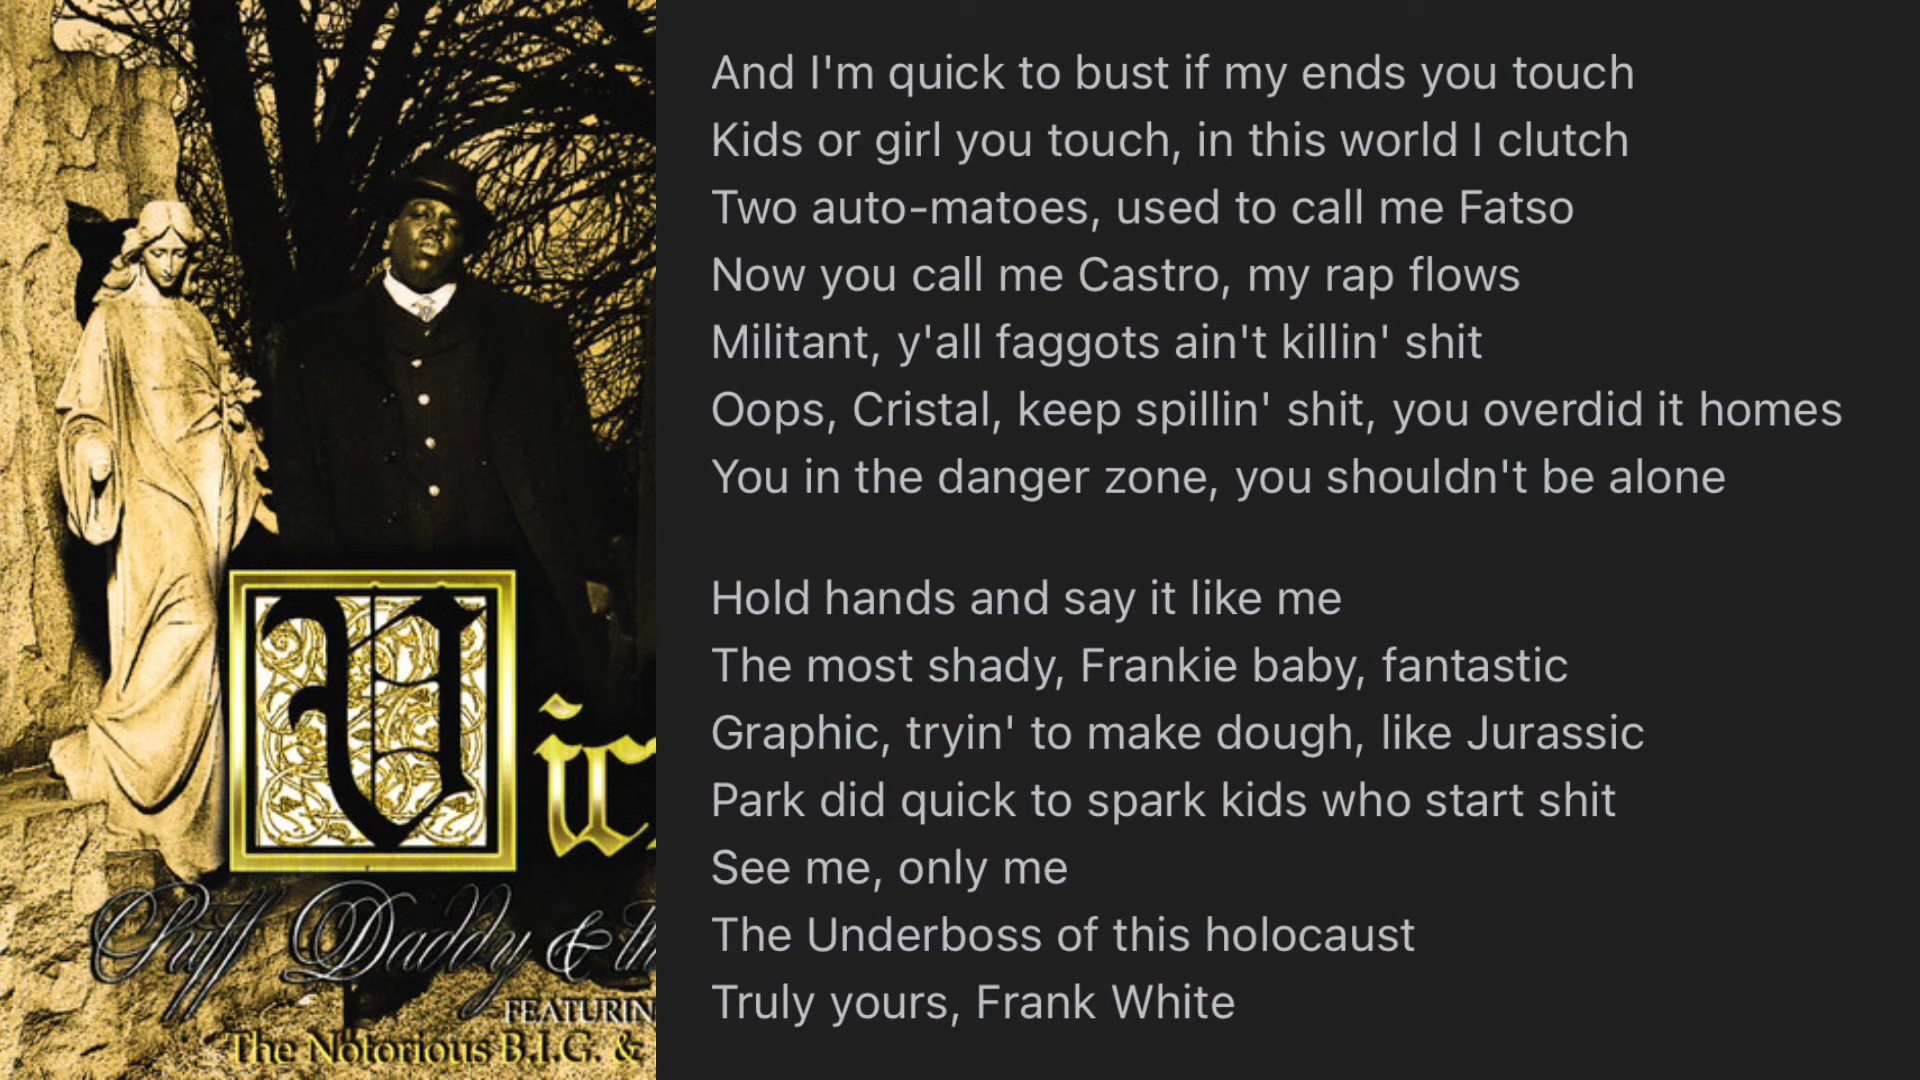 And I'm quick to bust if my ends you touch
Kids or girl you touch, in this world I clutch
Two auto-matoes, used to call me Fatso
Now you call me Castro, my rap flows
Militant, y'all faggots ain't killin' shit
Oops, Cristal, keep spillin' shit, you overdid it homes
You in the danger zone, you shouldn't be alone
Hold hands and say it like me
The most shady, Frankie baby, fantastic
Graphic, tryin' to make dough, like Jurassic
Park did quick to spark kids who start shit
See me, only me
The Underboss of this holocaust
Truly yours, Frank White
Vic
Puff Daddy & th
FEATURIN
The Notorious B.I.G. &